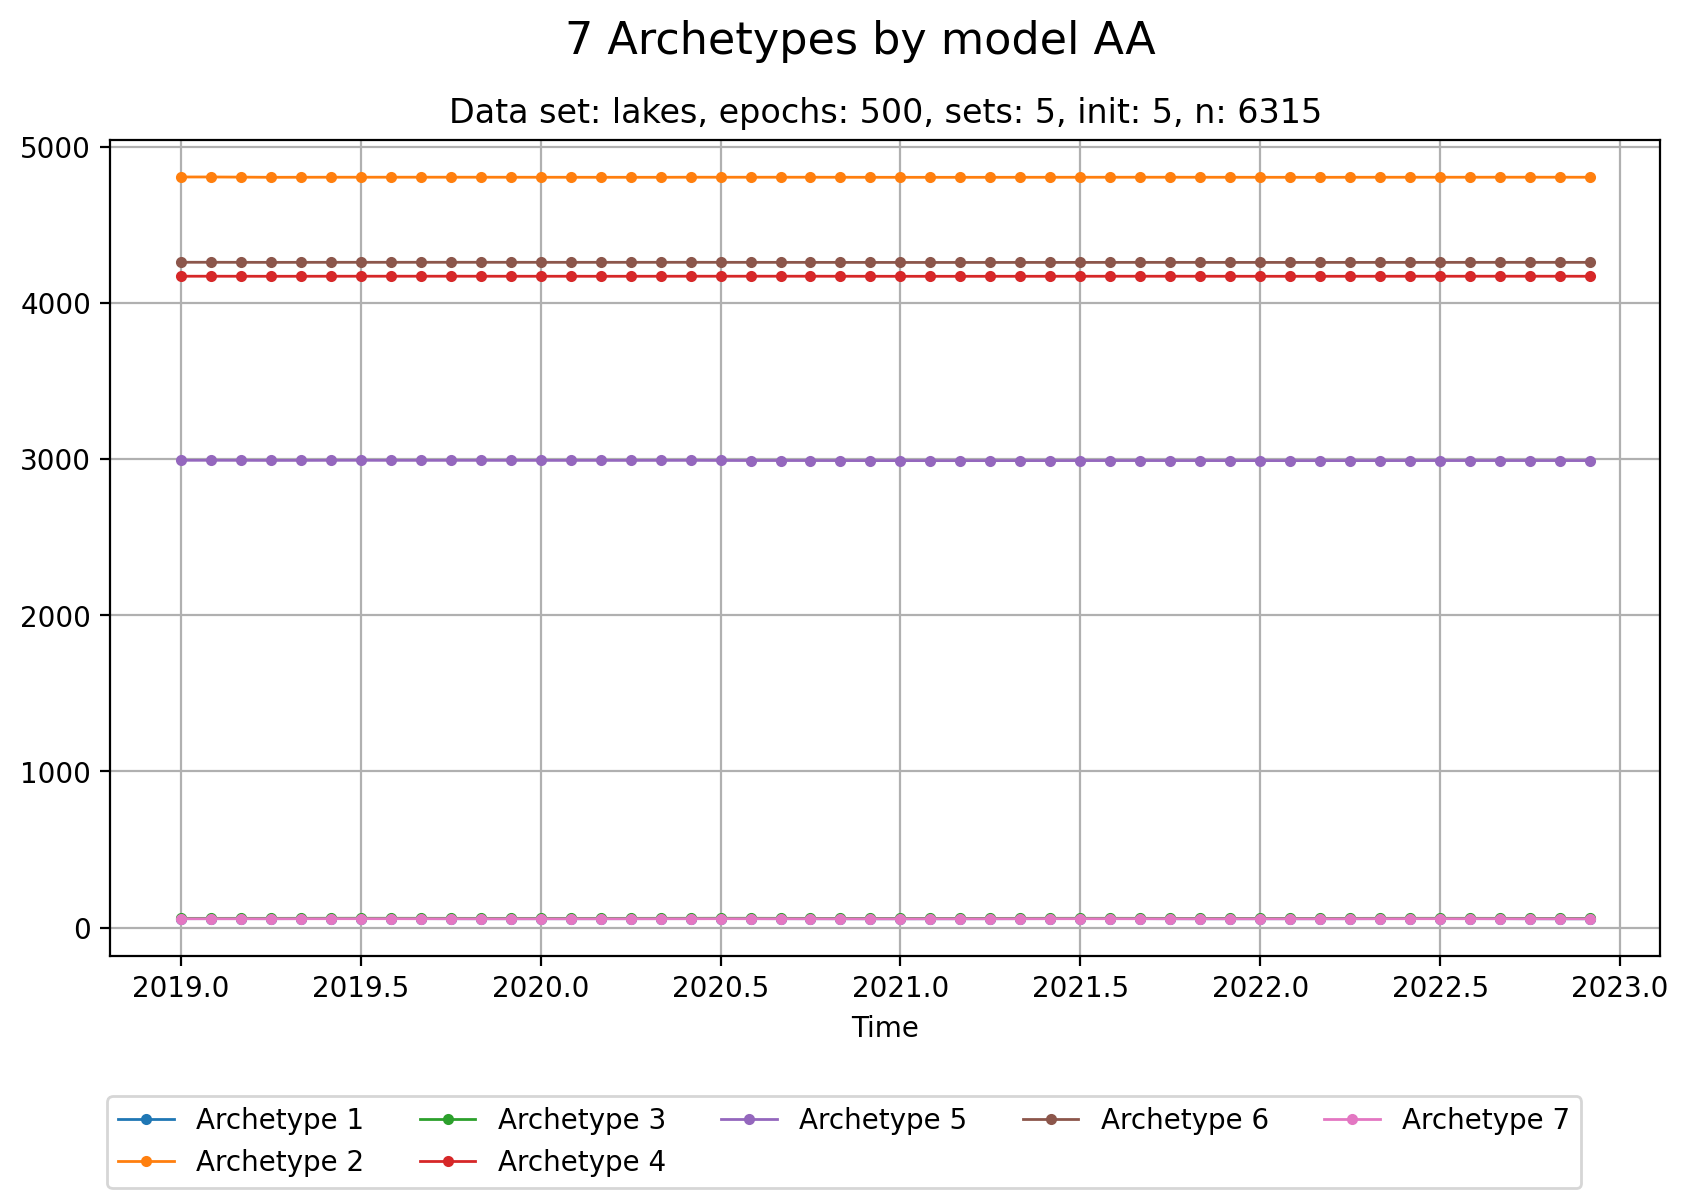 7 Archetypes by model AA
Data set: lakes, epochs: 500, sets: 5, init: 5, n: 6315
5000
4000
3000
2000
1000
0
2019.0 2019.5 2020.0 2020.5 2021.0 2021.5 2022.0 2022.5 2023.0
Time
Archetype 1 Archetype 3 Archetype 5 Archetype 6 Archetype 7
Archetype 2 Archetype 4